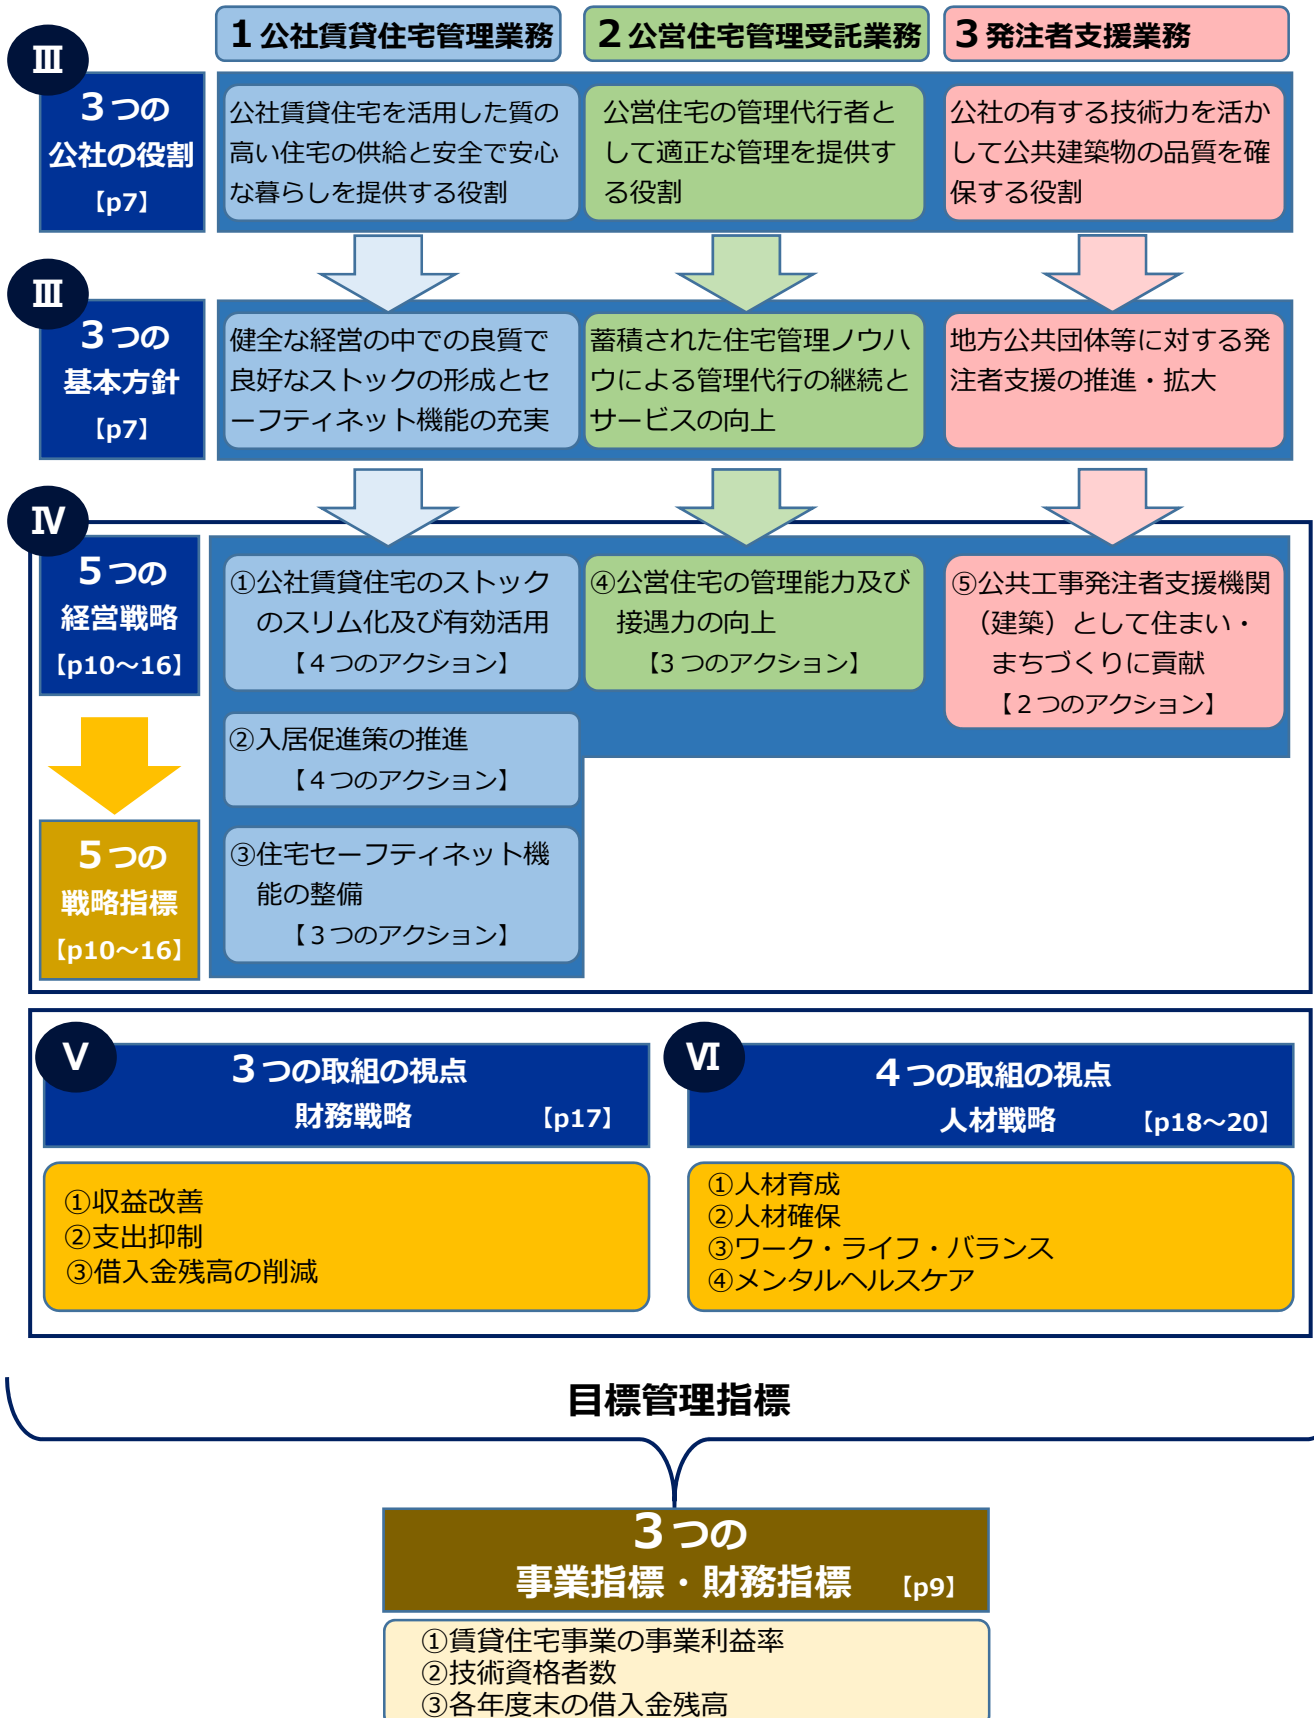 1 公社賃貸住宅管理業務
2 公営住宅管理受託業務
3 発注者支援業務
Ⅲ
3つの
公社の役割
【p7】
公社賃貸住宅を活用した質の
高い住宅の供給と安全で安心
な暮らしを提供する役割
公営住宅の管理代行者と
して適正な管理を提供す
る役割
公社の有する技術力を活か
して公共建築物の品質を確
保する役割
Ⅲ
3つの
基本方針
【p7】
健全な経営の中での良質で
良好なストックの形成とセ
ーフティネット機能の充実
蓄積された住宅管理ノウハ
ウによる管理代行の継続と
サービスの向上
地方公共団体等に対する発
注者支援の推進・拡大
Ⅳ
5つの
経営戦略
【p10～16】
①公社賃貸住宅のストック
のスリム化及び有効活用
【４つのアクション】
④公営住宅の管理能力及び
接遇力の向上
【3つのアクション】
⑤公共工事発注者支援機関
（建築）として住まい・
まちづくりに貢献
【２つのアクション】
②入居促進策の推進
【４つのアクション】
5つの
戦略指標
【p10～16】
③住宅セーフティネット機
能の整備
【３つのアクション】
Ⅴ
3つの取組の視点
財務戦略 【p17】
①収益改善
②支出抑制
③借入金残高の削減
Ⅵ
4つの取組の視点
人材戦略 【p18～20】
①人材育成
②人材確保
③ワーク・ライフ・バランス
④メンタルヘルスケア
目標管理指標
3つの
事業指標・財務指標 【p9】
①賃貸住宅事業の事業利益率
②技術資格者数
③各年度末の借入金残高